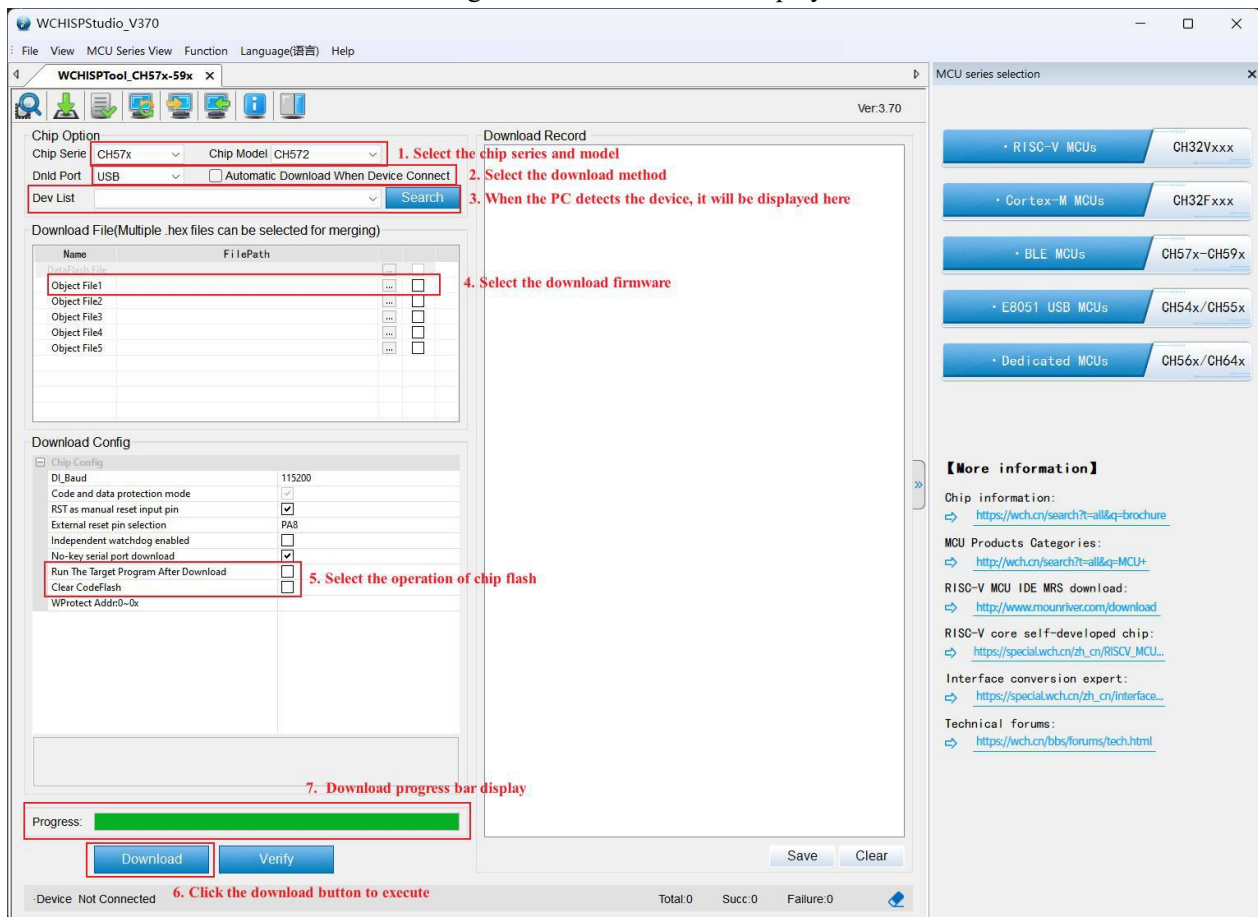 WCHISPStudio_V370
File View MCU Series View Function Language(语言) Help
WCHISPTool_CH57x-59x X
MCU series selection
Ver:3.70
Chip Option
Chip Serie CH57x Chip Model CH572
1. Select the chip series and model
Dnld Port USB Automatic Download When Device Connect
2. Select the download method
Dev List Search
3. When the PC detects the device, it will be displayed here
Download File(Multiple .hex files can be selected for merging)
Name FilePath
DataFlash File ...
Object File1 ...
4. Select the download firmware
Object File2 ...
Object File3 ...
Object File4 ...
Object File5 ...
Download Config
Chip Config
DI_Baud 115200
Code and data protection mode
RST as manual reset input pin
External reset pin selection PA8
Independent watchdog enabled
No-key serial port download
Run The Target Program After Download
5. Select the operation of chip flash
Clear CodeFlash
WProtect Addr:0~0x
7. Download progress bar display
Progress:
Download Verify
6. Click the download button to execute
·Device Not Connected
Download Record
Save Clear
Total:0 Succ:0 Failure:0
·RISC-V MCUs CH32Vxxx
·Cortex-M MCUs CH32Fxxx
·BLE MCUs CH57x-CH59x
·E8051 USB MCUs CH54x/CH55x
·Dedicated MCUs CH56x/CH64x
»
【More information】
Chip information:
https://wch.cn/search?t=all&q=brochure
MCU Products Categories:
http://wch.cn/search?t=all&q=MCU+
RISC-V MCU IDE MRS download:
http://www.mounriver.com/download
RISC-V core self-developed chip:
https://special.wch.cn/zh_cn/RISCV_MCU...
Interface conversion expert:
https://special.wch.cn/zh_cn/interface...
Technical forums:
https://wch.cn/bbs/forums/tech.html